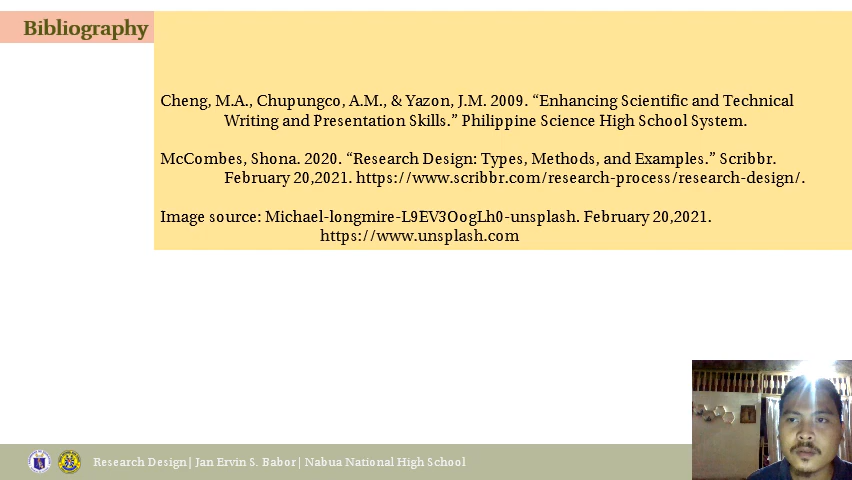 Bibliography
Cheng, M.A., Chupungco, A.M., & Yazon, J.M. 2009. “Enhancing Scientific and Technical
Writing and Presentation Skills.” Philippine Science High School System.
McCombes, Shona. 2020. “Research Design: Types, Methods, and Examples.” Scribbr.
February 20,2021. https://www.scribbr.com/research-process/research-design/.
Image source: Michael-longmire-L9EV3OogLh0-unsplash. February 20,2021.
https://www.unsplash.com
Research Design| Jan Ervin S. Babor| Nabua National High School